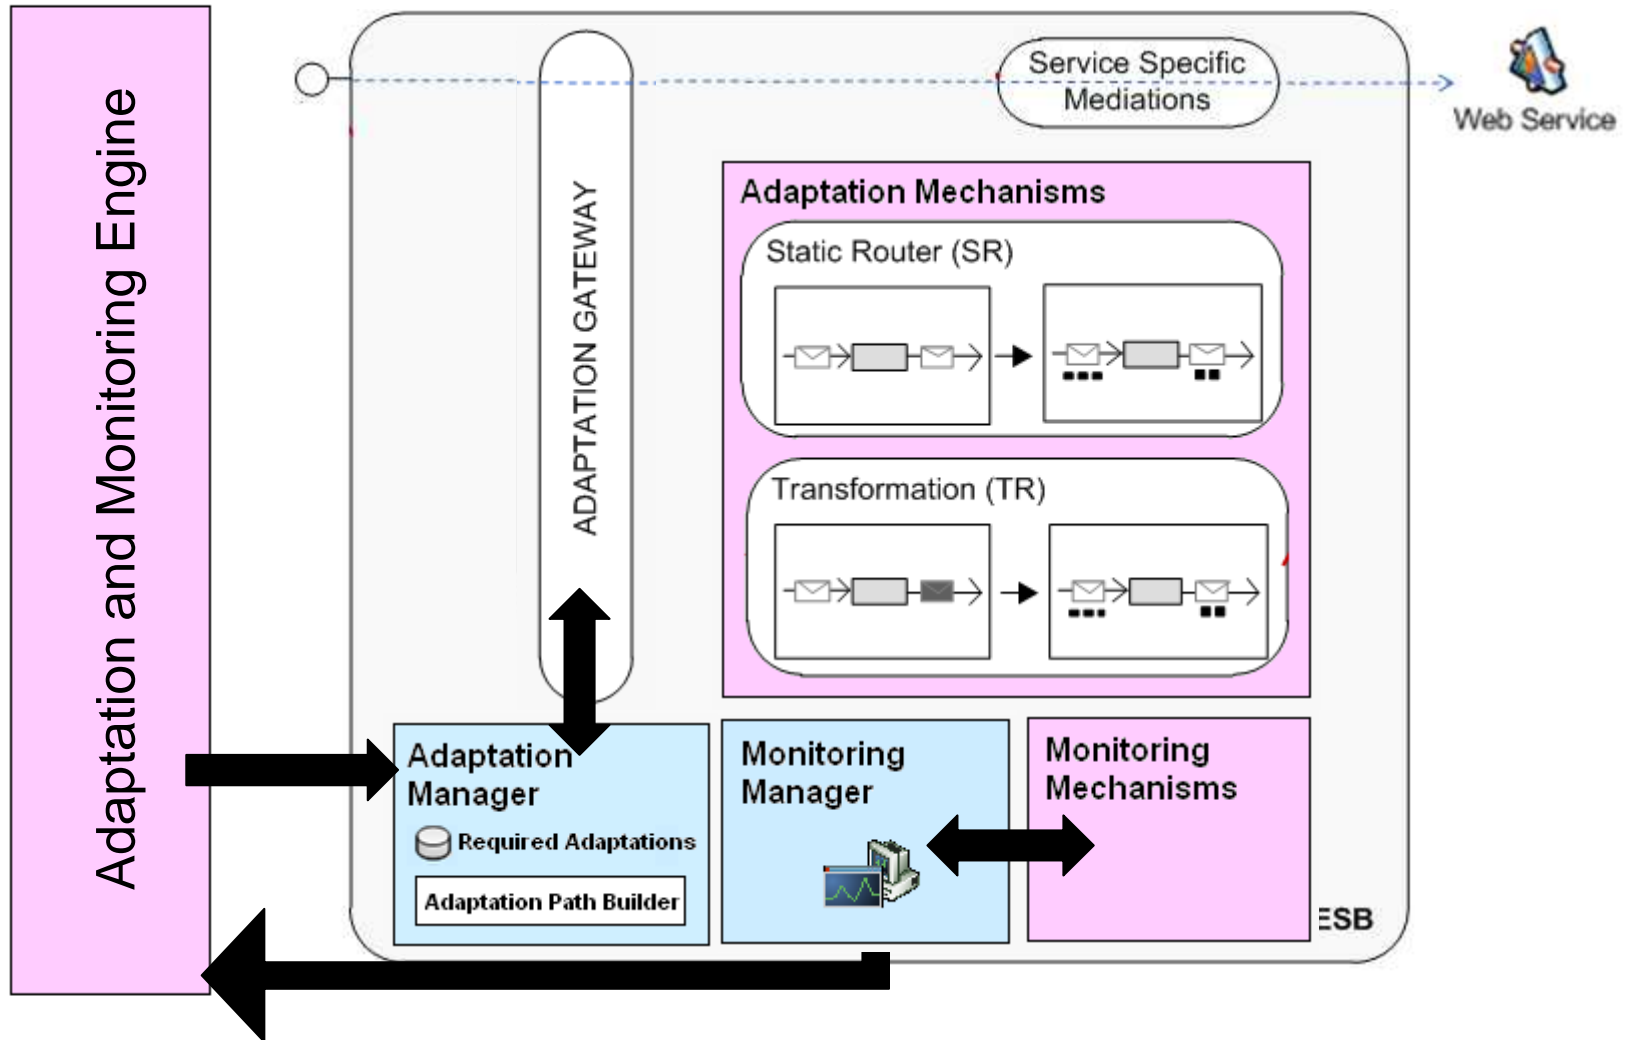 Adaptation and Monitoring Engine
ADAPTATION GATEWAY
Service Specific
Mediations
Web Service
Adaptation Mechanisms
Static Router (SR)
Transformation (TR)
Adaptation
Manager
Required Adaptations
Adaptation Path Builder
Monitoring
Manager
Monitoring
Mechanisms
ESB